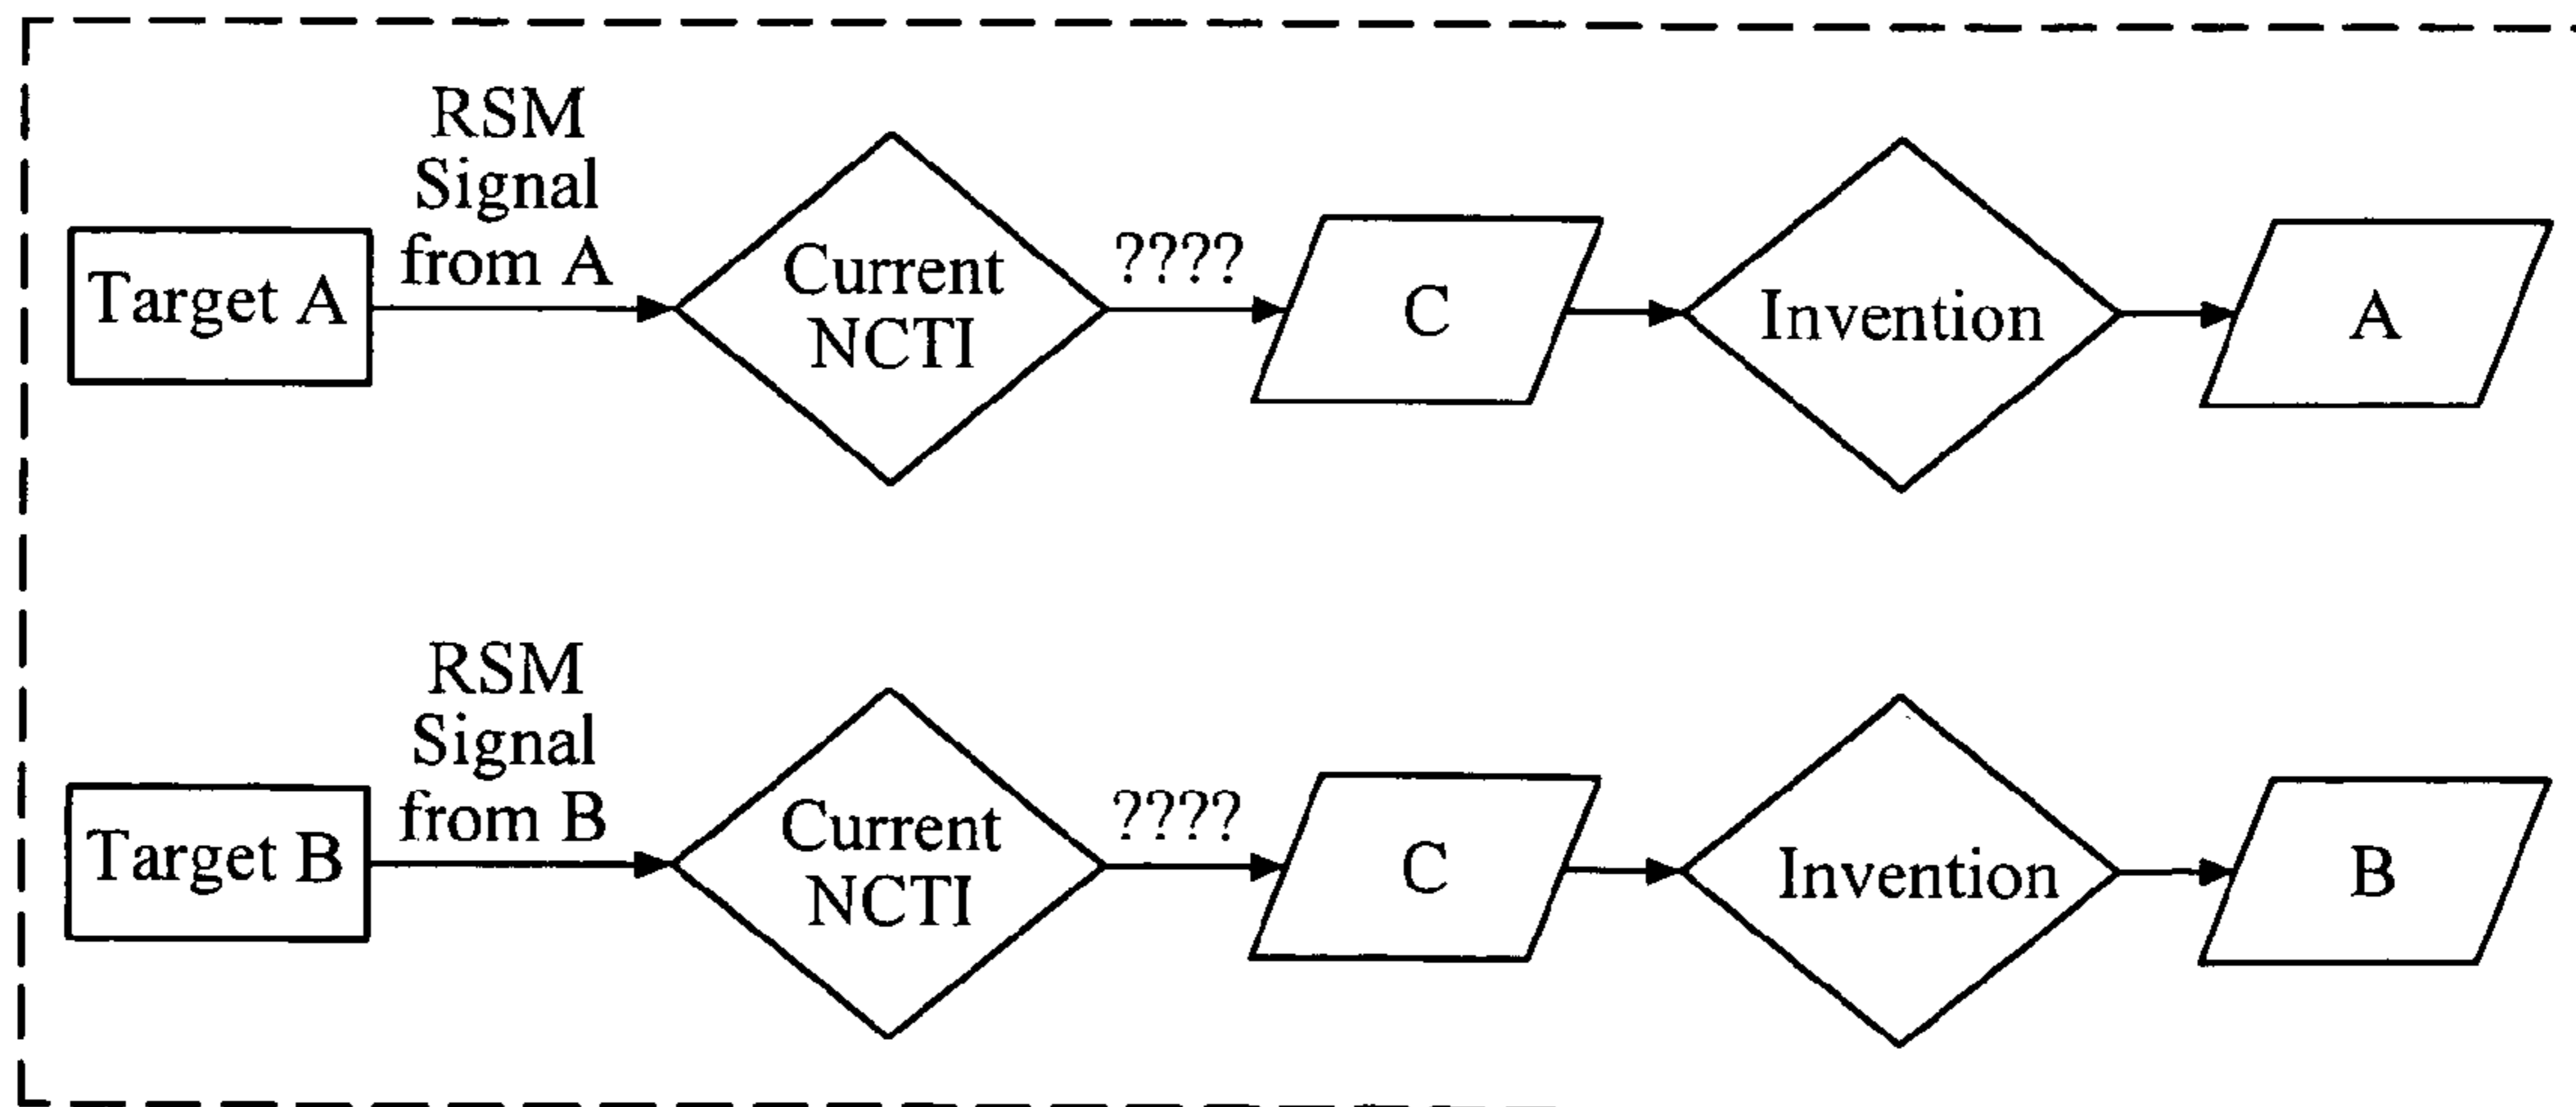 RSM
Signal
from A
Target A
Current
NCTI
????
C
Invention
A
RSM
Signal
from B
Target B
Current
NCTI
????
C
Invention
B